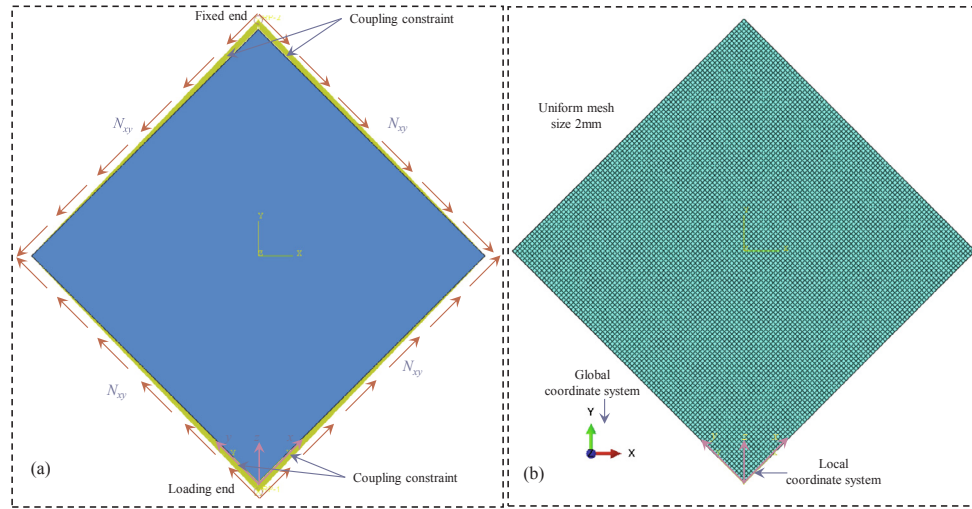 Fixed end
Coupling constraint
Nxy
Nxy
Y
X
Nxy
Nxy
(a)
Coupling constraint
Loading end
Uniform mesh
size 2mm
Global
coordinate system
Y
X
(b)
Local
coordinate system